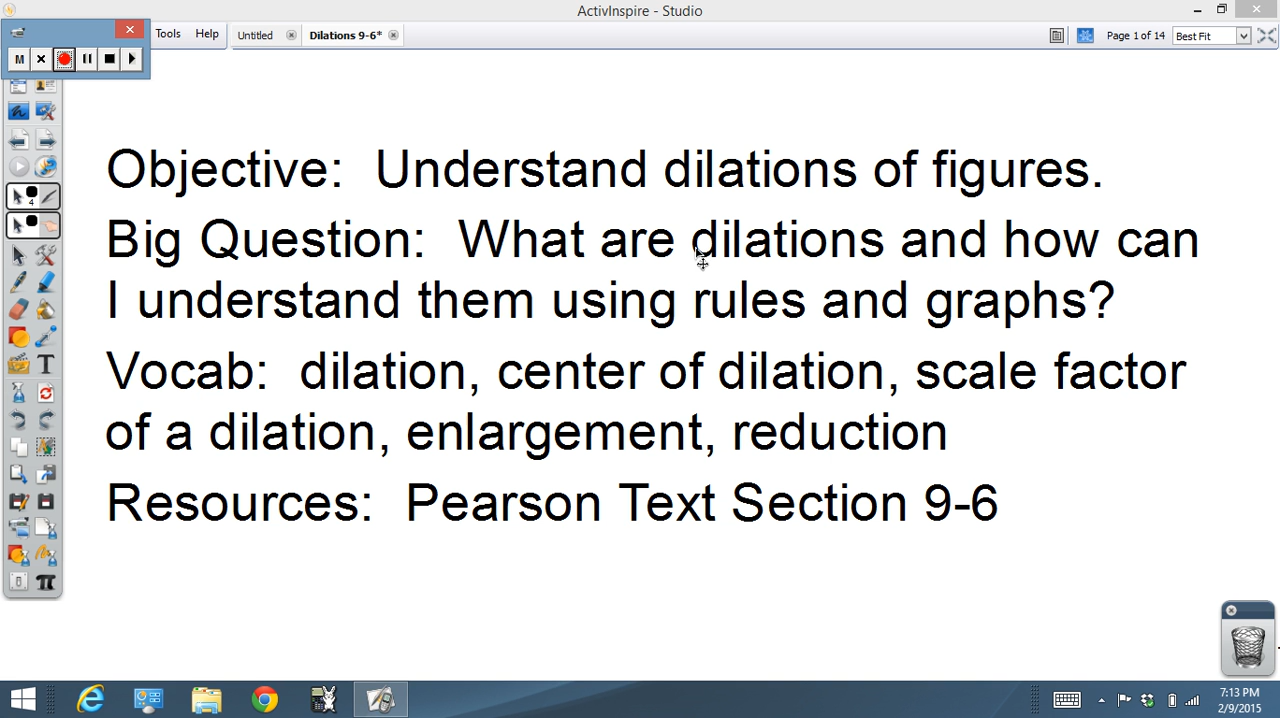 ActivInspire - Studio
Tools Help Untitled Dilations 9-6* Page 1 of 14 Best Fit
M
4
T
Objective: Understand dilations of figures.
Big Question: What are dilations and how can
I understand them using rules and graphs?
Vocab: dilation, center of dilation, scale factor
of a dilation, enlargement, reduction
Resources: Pearson Text Section 9-6
7:13 PM
2/9/2015